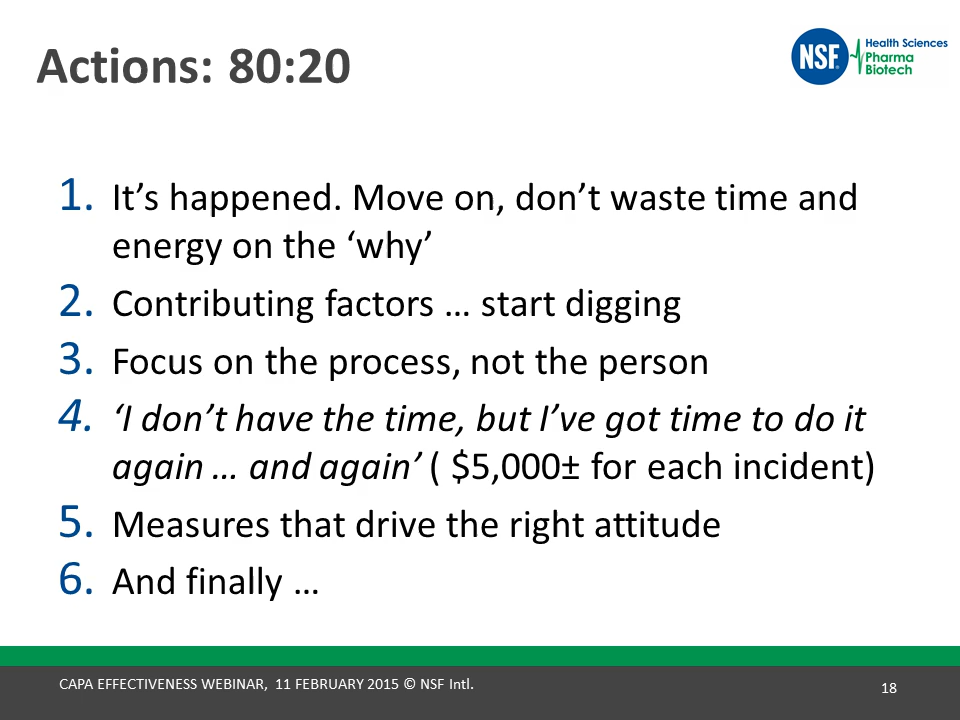 Actions: 80:20
NSF.
Health Sciences
Pharma
Biotech
1. It’s happened. Move on, don’t waste time and
energy on the ‘why’
2. Contributing factors … start digging
3. Focus on the process, not the person
4. ‘I don’t have the time, but I’ve got time to do it
again … and again’ ( $5,000± for each incident)
5. Measures that drive the right attitude
6. And finally …
CAPA EFFECTIVENESS WEBINAR, 11 FEBRUARY 2015 © NSF Intl.
18